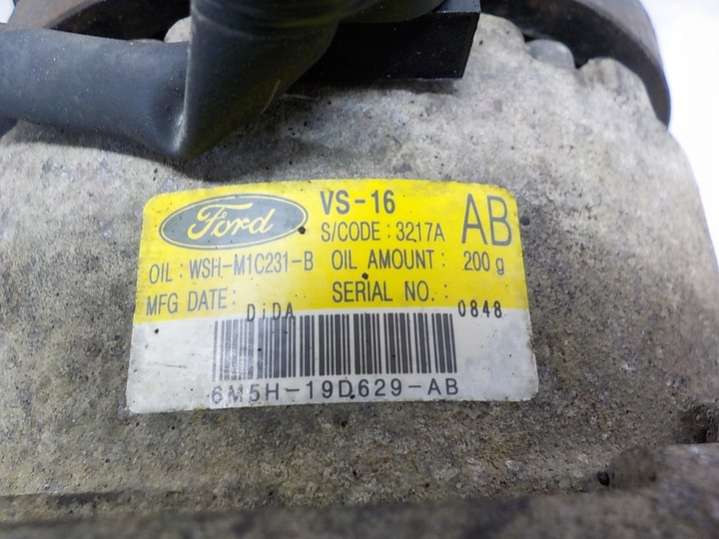 Ford VS-16 AB
S/CODE : 3217A
OIL : WSH-M1C231-B OIL AMOUNT : 200 g
MFG DATE : DiDA SERIAL NO. : 0848
6M5H-19D629-AB